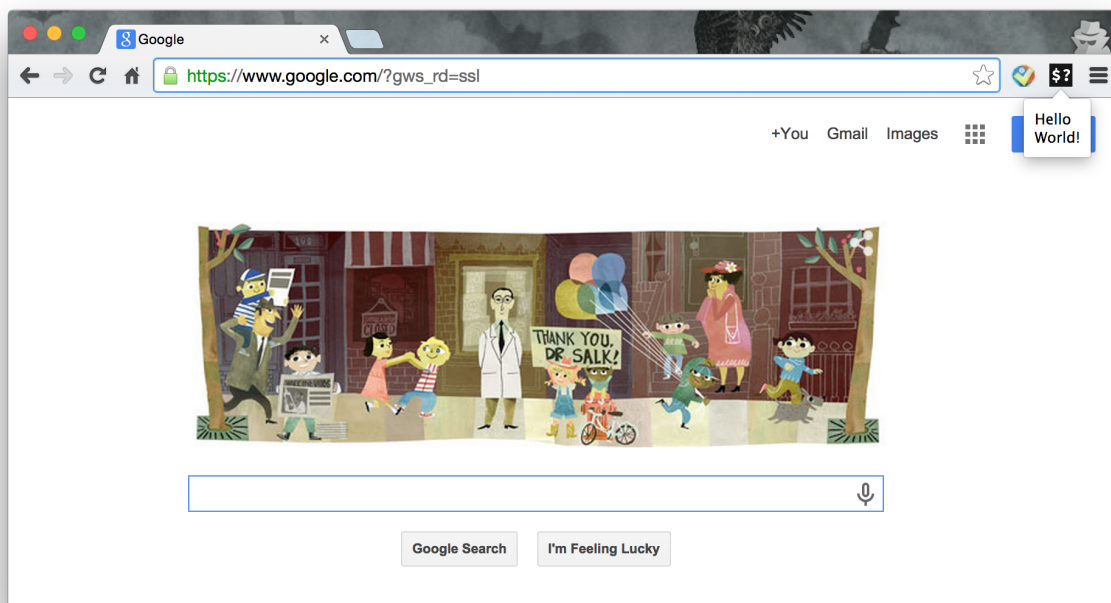 Google
https://www.google.com/?gws_rd=ssl
$?
Hello
World!
+You Gmail Images
CLOSED
THANK YOU,
DR. SALK!
Google Search
I'm Feeling Lucky